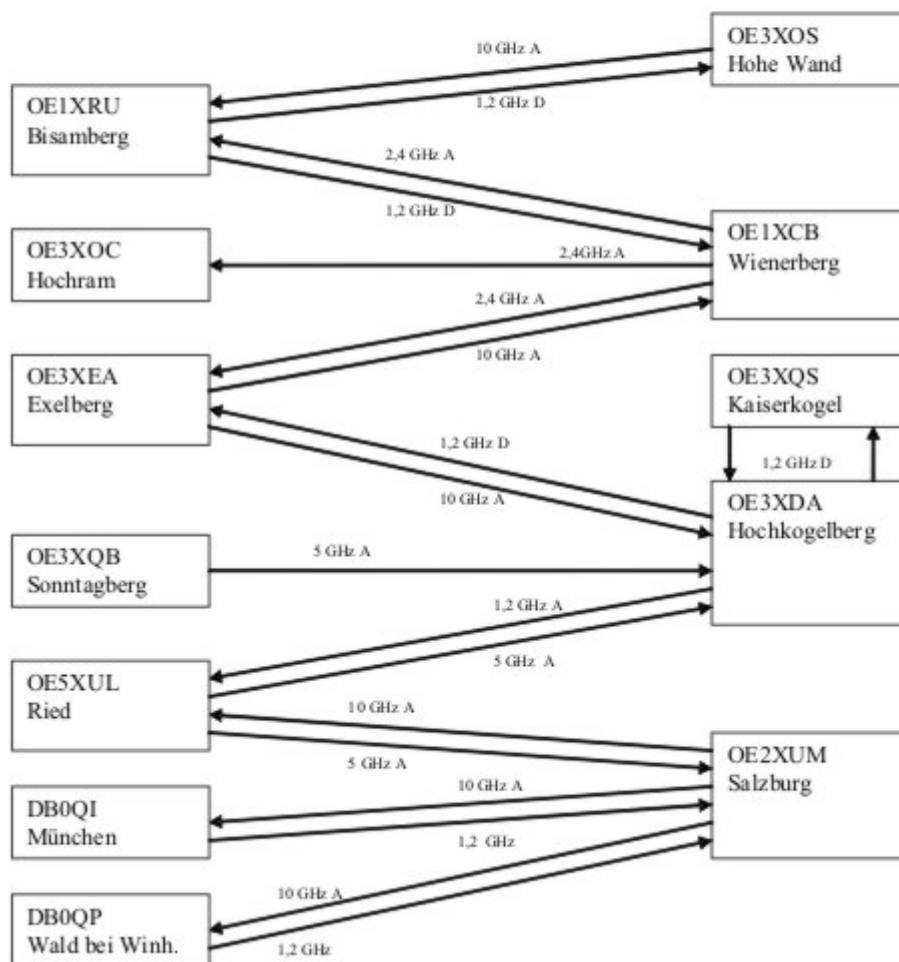 OE3XOS
Hohe Wand
10 GHz A
1,2 GHz D
OE1XRU
Bisamberg
2,4 GHz A
1,2 GHz D
OE1XCB
Wienerberg
OE3XOC
Hochram
2,4GHz A
2,4 GHz A
10 GHz A
OE3XEA
Exelberg
OE3XQS
Kaiserkogel
1,2 GHz D
1,2 GHz D
10 GHz A
OE3XDA
Hochkogelberg
OE3XQB
Sonntagberg
5 GHz A
1,2 GHz A
5 GHz A
OE5XUL
Ried
10 GHz A
5 GHz A
OE2XUM
Salzburg
DB0QI
München
10 GHz A
1,2 GHz
DB0QP
Wald bei Winh.
10 GHz A
1,2 GHz